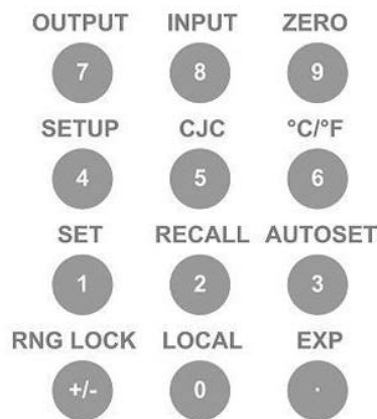 OUTPUT INPUT ZERO
7 8 9
SETUP CJC °C/°F
4 5 6
SET RECALL AUTOSET
1 2 3
RNG LOCK LOCAL EXP
+/- 0 .